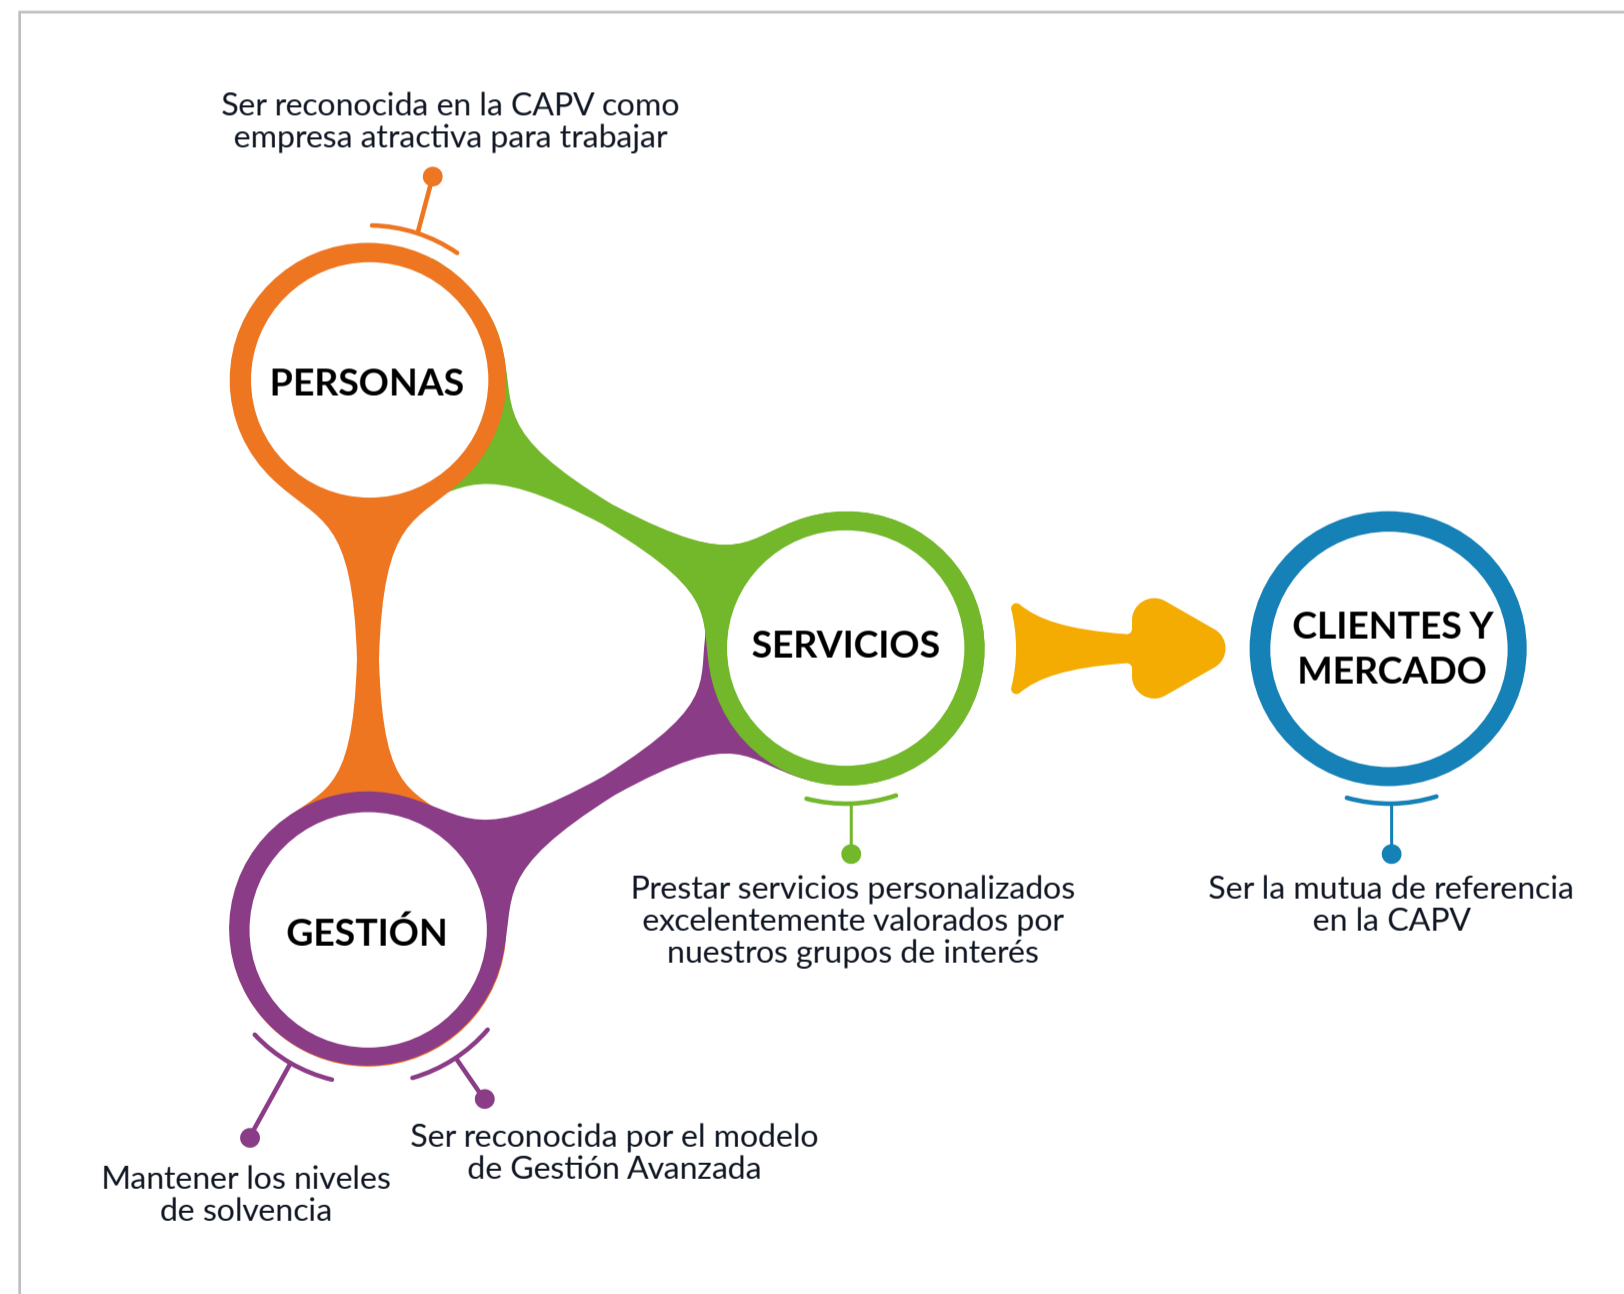 Ser reconocida en la CAPV como
empresa atractiva para trabajar
PERSONAS
SERVICIOS
CLIENTES Y
MERCADO
Prestar servicios personalizados
excelentemente valorados por
nuestros grupos de interés
Ser la mutua de referencia
en la CAPV
GESTIÓN
Ser reconocida por el modelo
de Gestión Avanzada
Mantener los niveles
de solvencia